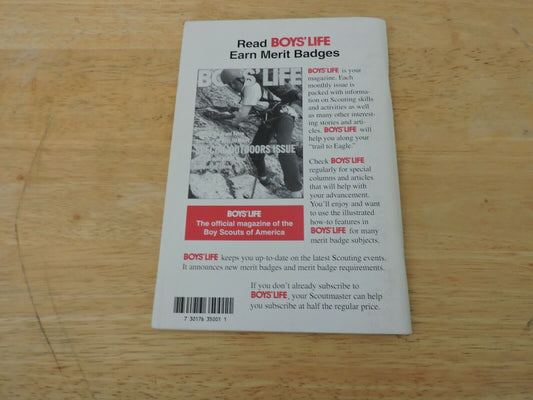 Read BOYS' LIFE
Earn Merit Badges
BOYS' LIFE
OUTDOORS ISSUE
BOYS' LIFE is your
magazine. Each
monthly issue is
packed with informa-
tion on Scouting skills
and activities as well
as many other interest-
ing stories and arti-
cles. BOYS' LIFE will
help you along your
"trail to Eagle."
Check BOYS' LIFE
regularly for special
columns and articles
that will help with
your advancement.
You'll enjoy and want
to use the illustrated
how-to features in
BOYS' LIFE for many
merit badge subjects.
BOYS' LIFE
The official magazine of the
Boy Scouts of America
BOYS' LIFE keeps you up-to-date on the latest Scouting events.
It announces new merit badges and merit badge requirements.
If you don't already subscribe to
BOYS' LIFE, your Scoutmaster can help
you subscribe at half the regular price.
7 30176 35001 1